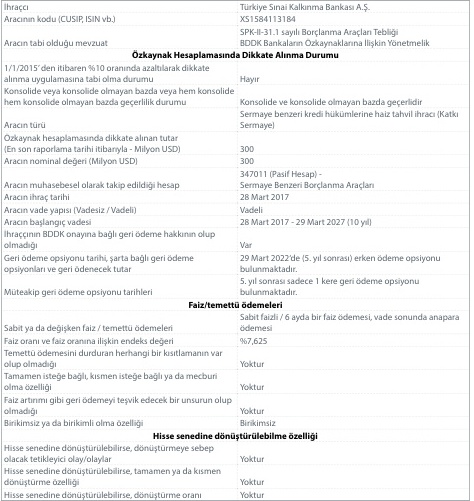 İhraçcı Türkiye Sınai Kalkınma Bankası A.Ş.
Aracının kodu (CUSIP, ISIN vb.) XS1584113184
SPK-II-31.1 sayılı Borçlanma Araçları Tebliği
Aracın tabi olduğu mevzuat BDDK Bankaların Özkaynaklarına İlişkin Yönetmelik
Özkaynak Hesaplamasında Dikkate Alınma Durumu
1/1/2015'den itibaren %10 oranında azaltılarak dikkate
alınma uygulamasına tabi olma durumu Hayır
Konsolide veya konsolide olmayan bazda veya hem konsolide
hem konsolide olmayan bazda geçerlilik durumu Konsolide ve konsolide olmayan bazda geçerlidir
Sermaye benzeri kredi hükümlerine haiz tahvil ihracı (Katkı
Aracın türü Sermaye)
Özkaynak hesaplamasında dikkate alınan tutar
(En son raporlama tarihi itibarıyla - Milyon USD) 300
Aracın nominal değeri (Milyon USD) 300
347011 (Pasif Hesap) -
Aracın muhasebesel olarak takip edildiği hesap Sermaye Benzeri Borçlanma Araçları
Aracın ihraç tarihi 28 Mart 2017
Aracın vade yapısı (Vadesiz / Vadeli) Vadeli
Aracın başlangıç vadesi 28 Mart 2017 - 29 Mart 2027 (10 yıl)
İhraççının BDDK onayına bağlı geri ödeme hakkının olup
olmadığı Var
Geri ödeme opsiyonu tarihi, şarta bağlı geri ödeme 29 Mart 2022'de (5. yıl sonrası) erken ödeme opsiyonu
opsiyonları ve geri ödenecek tutar bulunmaktadır.
5. yıl sonrası sadece 1 kere geri ödeme opsiyonu
Müteakip geri ödeme opsiyonu tarihleri bulunmaktadır.
Faiz/temettü ödemeleri
Sabit faizli / 6 ayda bir faiz ödemesi, vade sonunda anapara
Sabit ya da değişken faiz / temettü ödemeleri ödemesi
Faiz oranı ve faiz oranına ilişkin endeks değeri %7,625
Temettü ödemesini durduran herhangi bir kısıtlamanın var
olup olmadığı Yoktur
Tamamen isteğe bağlı, kısmen isteğe bağlı ya da mecburi
olma özelliği Yoktur
Faiz artırımı gibi geri ödemeyi teşvik edecek bir unsurun olup
olmadığı Yoktur
Birikimsiz ya da birikimli olma özelliği Birikimsiz
Hisse senedine dönüştürülebilme özelliği
Hisse senedine dönüştürülebilirse, dönüştürmeye sebep
olacak tetikleyici olay/olaylar Yoktur
Hisse senedine dönüştürülebilirse, tamamen ya da kısmen
dönüştürme özelliği Yoktur
Hisse senedine dönüştürülebilirse, dönüştürme oranı Yoktur